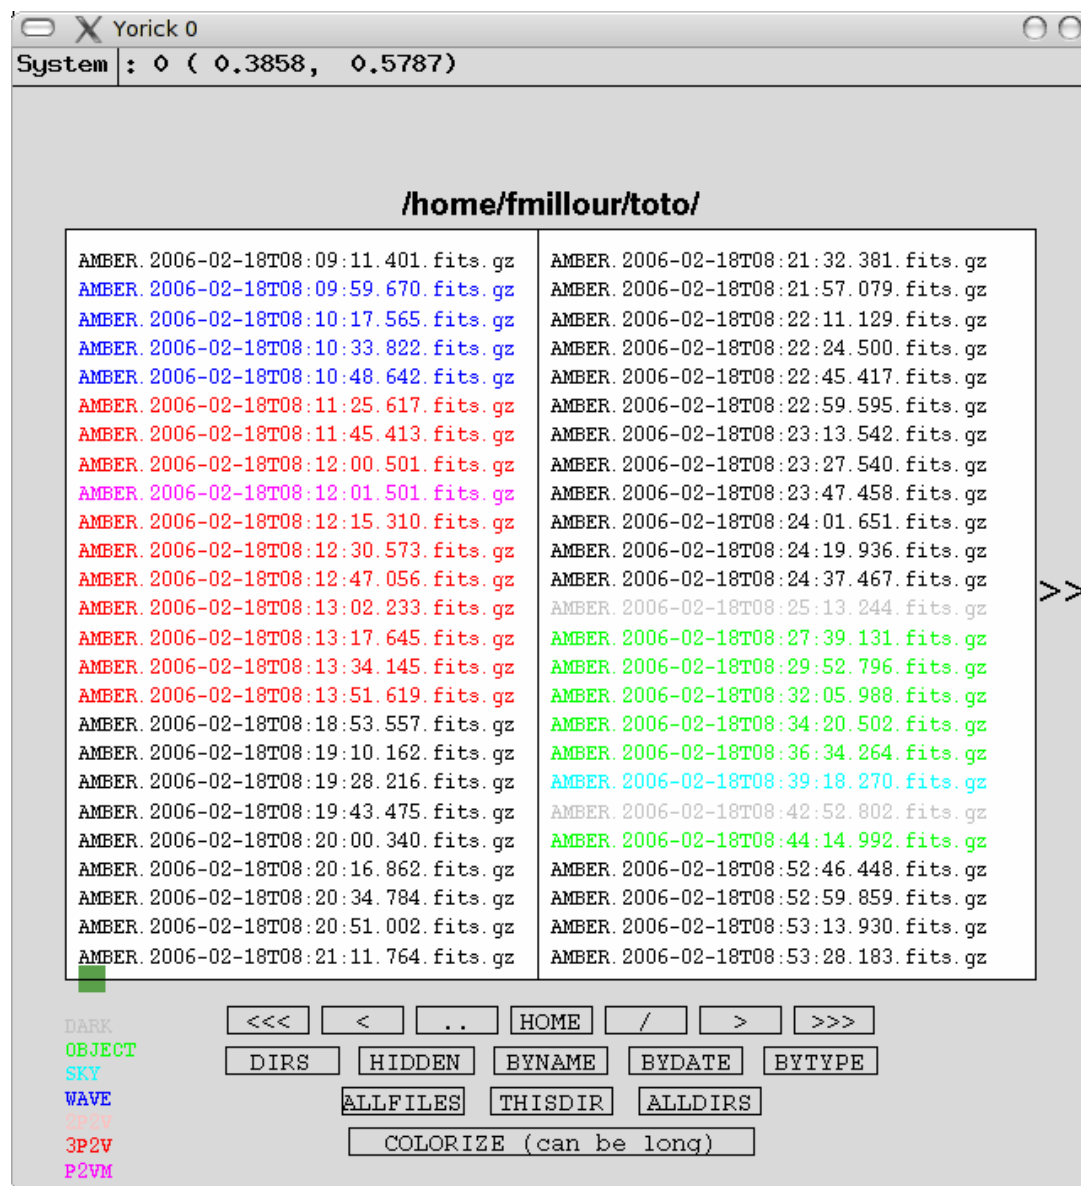 Yorick 0
System : 0 ( 0.3858, 0.5787)
/home/fmillour/toto/
AMBER.2006-02-18T08:09:11.401.fits.gz
AMBER.2006-02-18T08:09:59.670.fits.gz
AMBER.2006-02-18T08:10:17.565.fits.gz
AMBER.2006-02-18T08:10:33.822.fits.gz
AMBER.2006-02-18T08:10:48.642.fits.gz
AMBER.2006-02-18T08:11:25.617.fits.gz
AMBER.2006-02-18T08:11:45.413.fits.gz
AMBER.2006-02-18T08:12:00.501.fits.gz
AMBER.2006-02-18T08:12:01.501.fits.gz
AMBER.2006-02-18T08:12:15.310.fits.gz
AMBER.2006-02-18T08:12:30.573.fits.gz
AMBER.2006-02-18T08:12:47.056.fits.gz
AMBER.2006-02-18T08:13:02.233.fits.gz
AMBER.2006-02-18T08:13:17.645.fits.gz
AMBER.2006-02-18T08:13:34.145.fits.gz
AMBER.2006-02-18T08:13:51.619.fits.gz
AMBER.2006-02-18T08:18:53.557.fits.gz
AMBER.2006-02-18T08:19:10.162.fits.gz
AMBER.2006-02-18T08:19:28.216.fits.gz
AMBER.2006-02-18T08:19:43.475.fits.gz
AMBER.2006-02-18T08:20:00.340.fits.gz
AMBER.2006-02-18T08:20:16.862.fits.gz
AMBER.2006-02-18T08:20:34.784.fits.gz
AMBER.2006-02-18T08:20:51.002.fits.gz
AMBER.2006-02-18T08:21:11.764.fits.gz
AMBER.2006-02-18T08:21:32.381.fits.gz
AMBER.2006-02-18T08:21:57.079.fits.gz
AMBER.2006-02-18T08:22:11.129.fits.gz
AMBER.2006-02-18T08:22:24.500.fits.gz
AMBER.2006-02-18T08:22:45.417.fits.gz
AMBER.2006-02-18T08:22:59.595.fits.gz
AMBER.2006-02-18T08:23:13.542.fits.gz
AMBER.2006-02-18T08:23:27.540.fits.gz
AMBER.2006-02-18T08:23:47.458.fits.gz
AMBER.2006-02-18T08:24:01.651.fits.gz
AMBER.2006-02-18T08:24:19.936.fits.gz
AMBER.2006-02-18T08:24:37.467.fits.gz
AMBER.2006-02-18T08:25:13.244.fits.gz
AMBER.2006-02-18T08:27:39.131.fits.gz
AMBER.2006-02-18T08:29:52.796.fits.gz
AMBER.2006-02-18T08:32:05.988.fits.gz
AMBER.2006-02-18T08:34:20.502.fits.gz
AMBER.2006-02-18T08:36:34.264.fits.gz
AMBER.2006-02-18T08:39:18.270.fits.gz
AMBER.2006-02-18T08:42:52.802.fits.gz
AMBER.2006-02-18T08:44:14.992.fits.gz
AMBER.2006-02-18T08:52:46.448.fits.gz
AMBER.2006-02-18T08:52:59.859.fits.gz
AMBER.2006-02-18T08:53:13.930.fits.gz
AMBER.2006-02-18T08:53:28.183.fits.gz
>>
<<< < .. HOME / > >>>
DIRS HIDDEN BYNAME BYDATE BYTYPE
ALLFILES THISDIR ALLDIRS
COLORIZE (can be long)
DARK
OBJECT
SKY
WAVE
2P2V
3P2V
P2VM